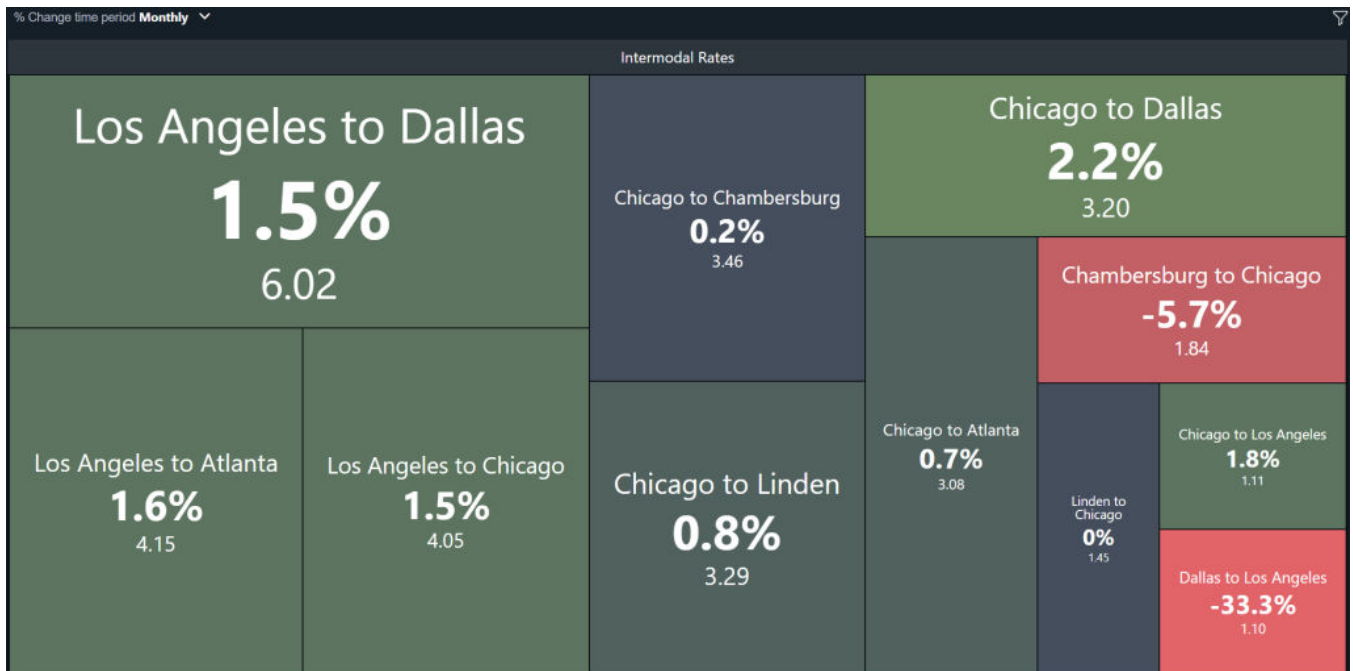 % Change time period Monthly
Intermodal Rates
Los Angeles to Dallas
1.5%
6.02
Los Angeles to Atlanta
1.6%
4.15
Los Angeles to Chicago
1.5%
4.05
Chicago to Chambersburg
0.2%
3.46
Chicago to Linden
0.8%
3.29
Chicago to Dallas
2.2%
3.20
Chicago to Atlanta
0.7%
3.08
Chambersburg to Chicago
-5.7%
1.84
Linden to
Chicago
0%
1.45
Chicago to Los Angeles
1.8%
1.11
Dallas to Los Angeles
-33.3%
1.10